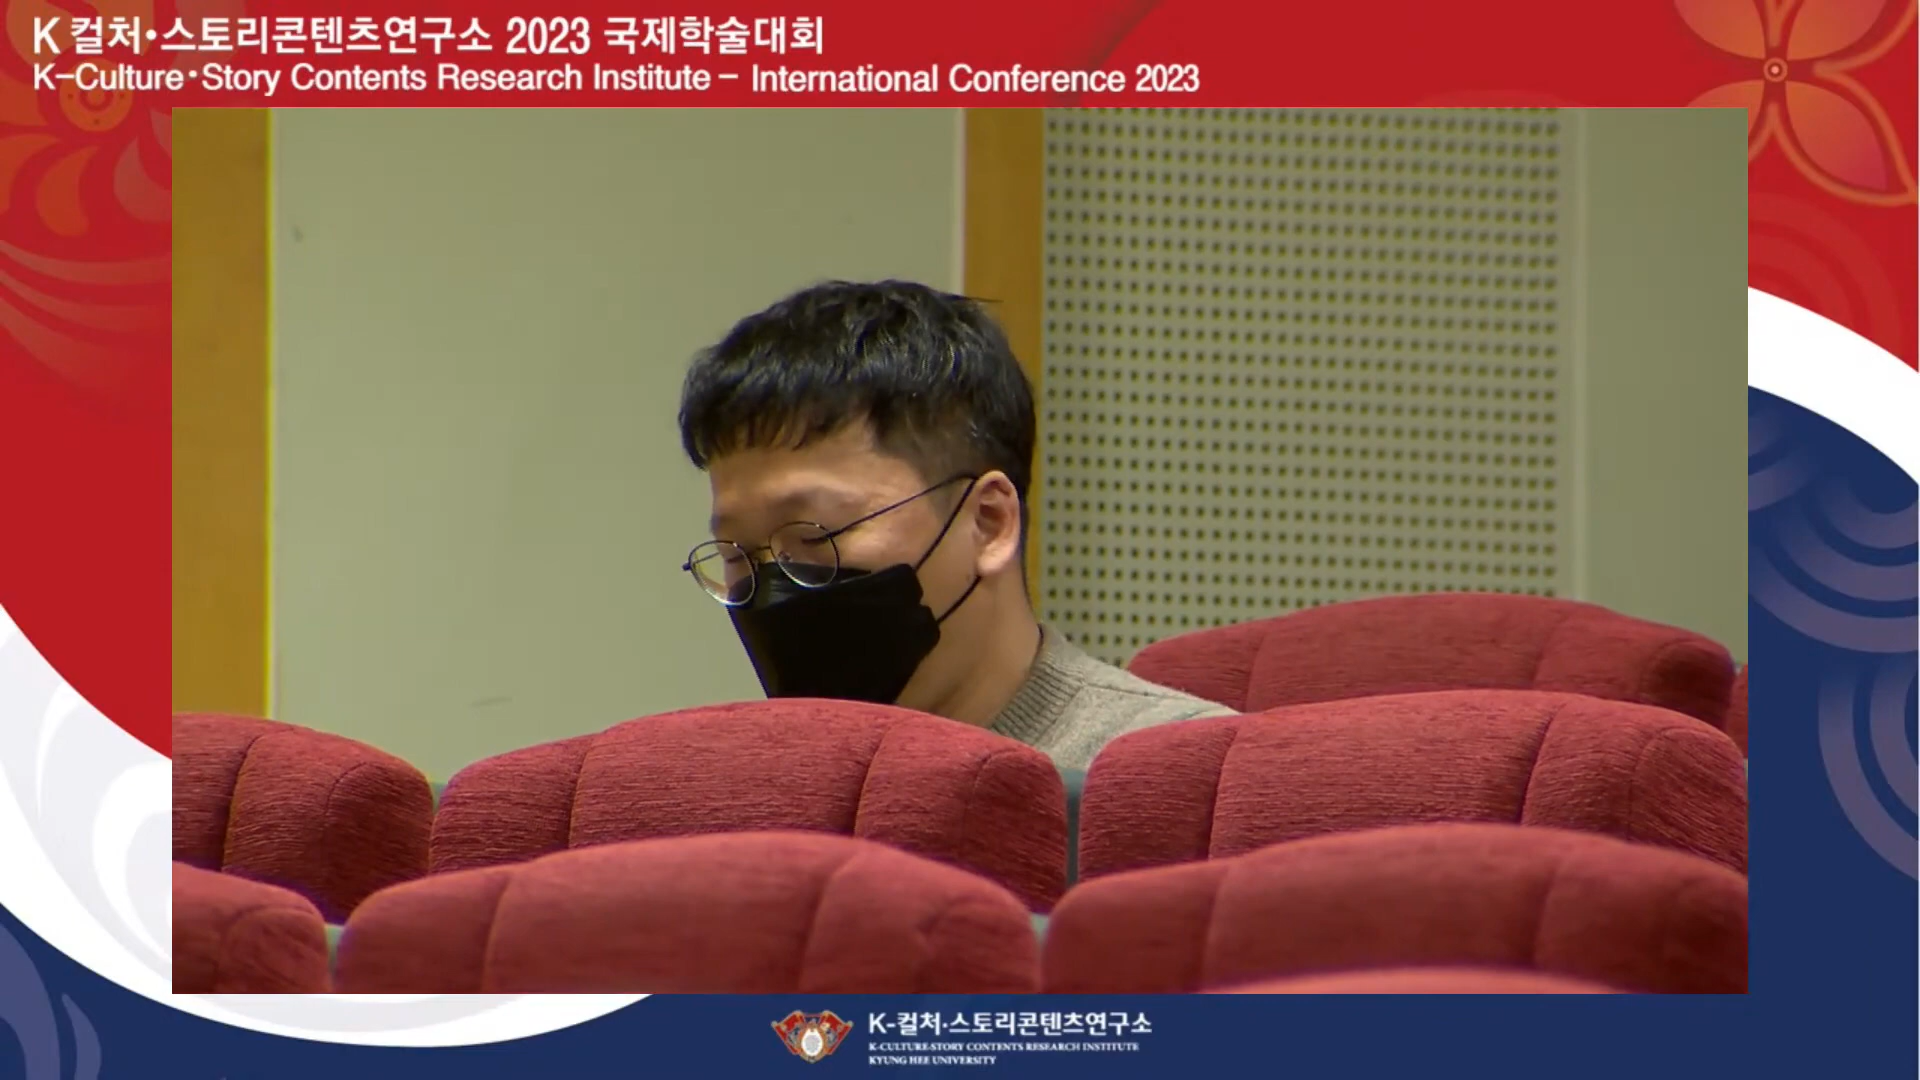 K 컬처•스토리콘텐츠연구소 2023 국제학술대회
K-Culture•Story Contents Research Institute - International Conference 2023
K-컬처·스토리콘텐츠연구소
K-CULTURE·STORY CONTENTS RESEARCH INSTITUTE
KYUNG HEE UNIVERSITY